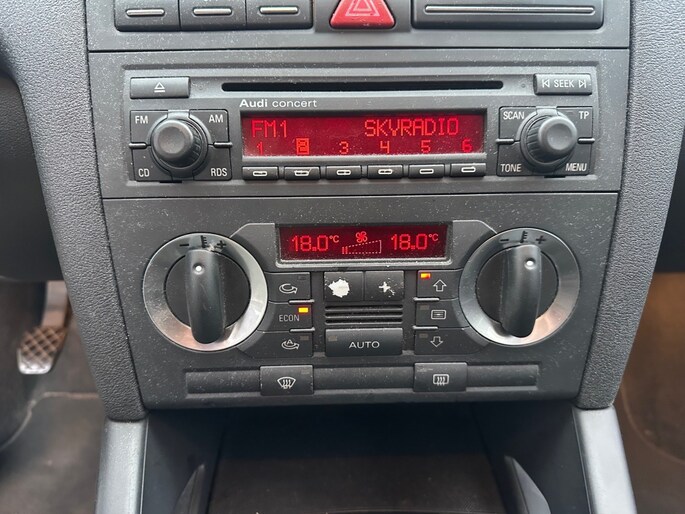 SEEK
Audi concert
FM AM
FM1 SKYRADIO
SCAN TP
1 2 3 4 5 6
CD RDS
TONE MENU
18.0°C 18.0°C
- +
- +
ECON
AUTO